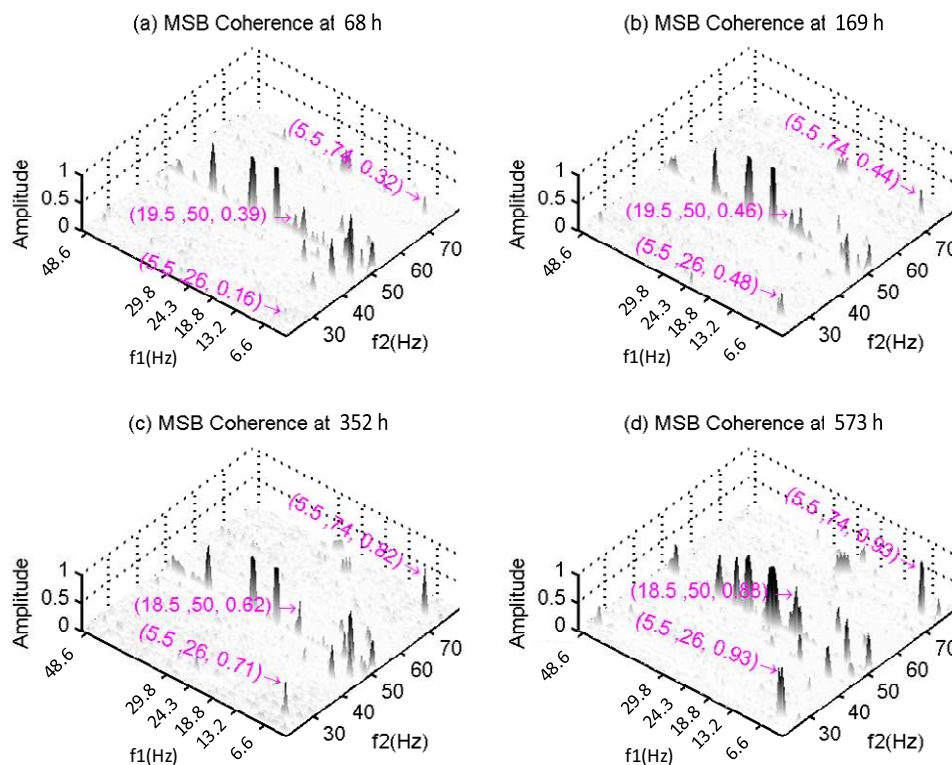 (a) MSB Coherence at 68 h
Amplitude
1
0.5
0
(5.5 ,74, 0.32)→
(19.5 ,50, 0.39)→
(5.5 ,26, 0.16)→
48.6
29.8
24.3
18.8
13.2
6.6
f1(Hz)
30
40
50
60
70
f2(Hz)
(b) MSB Coherence at 169 h
Amplitude
1
0.5
0
(5.5 ,74, 0.44)→
(19.5 ,50, 0.46)→
(5.5 ,26, 0.48)→
48.6
29.8
24.3
18.8
13.2
6.6
f1(Hz)
30
40
50
60
70
f2(Hz)
(c) MSB Coherence at 352 h
Amplitude
1
0.5
0
(5.5 ,74, 0.82)→
(18.5 ,50, 0.62)→
(5.5 ,26, 0.71)→
48.6
29.8
24.3
18.8
13.2
6.6
f1(Hz)
30
40
50
60
70
f2(Hz)
(d) MSB Coherence at 573 h
Amplitude
1
0.5
0
(5.5 ,74, 0.93)→
(18.5 ,50, 0.88)→
(5.5 ,26, 0.93)→
48.6
29.8
24.3
18.8
13.2
6.6
f1(Hz)
30
40
50
60
70
f2(Hz)